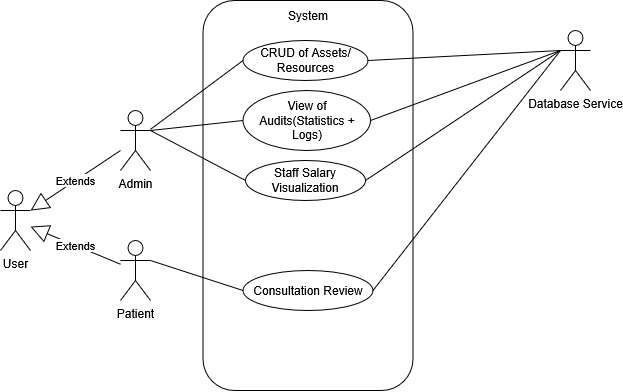 System
CRUD of Assets/
Resources
Database Service
View of
Audits(Statistics +
Logs)
Admin
Staff Salary
Visualization
Extends
User
Extends
Patient
Consultation Review